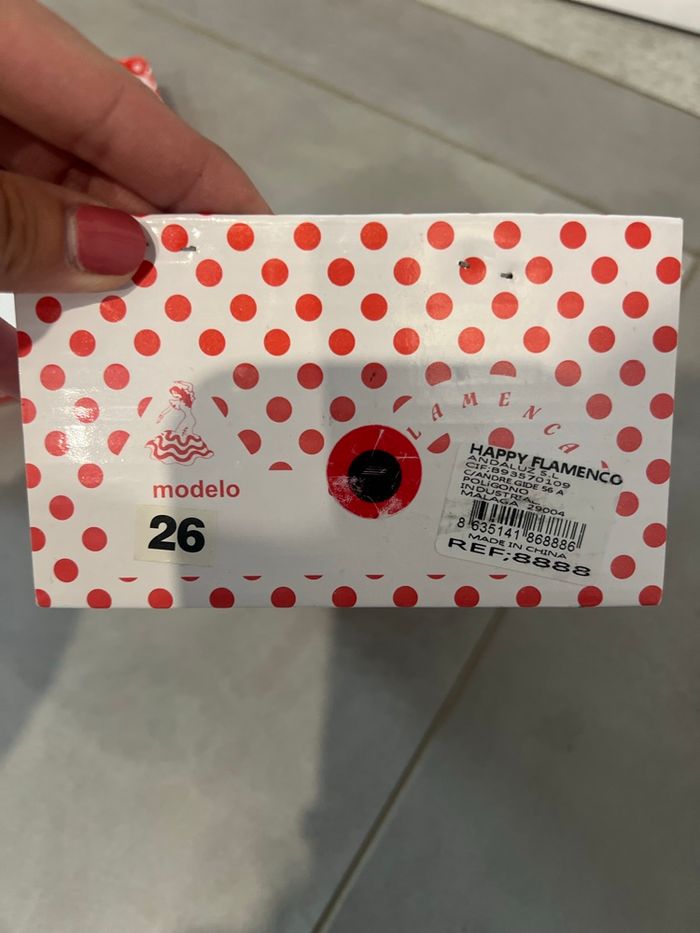 FLAMENCA
modelo
26
HAPPY FLAMENCO
ANDALUZ S.L
CIF:B93570109
C/ANDRE GIDE 56 A
POLIGONO
INDUSTRIAL
MALAGA 29004
8 635141 868886
MADE IN CHINA
REF:8888